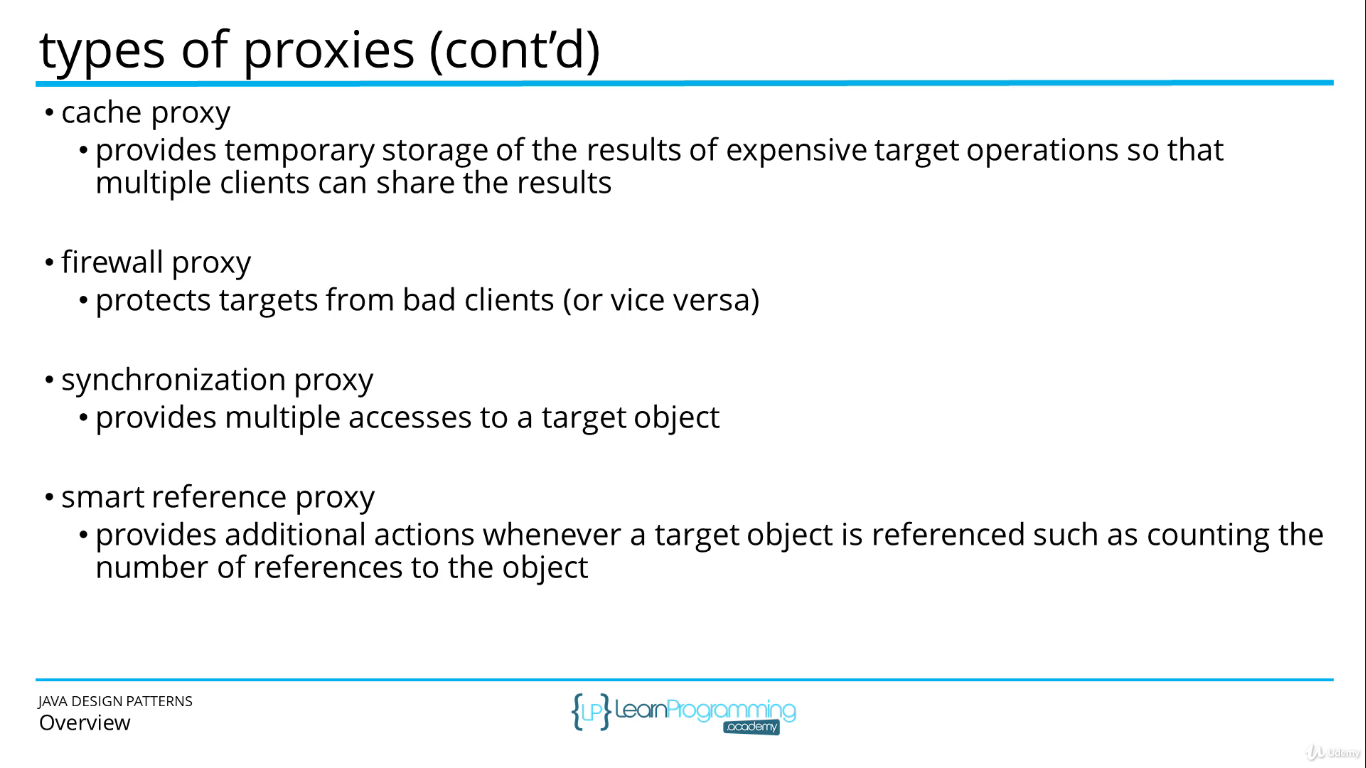 types of proxies (cont’d)
• cache proxy
• provides temporary storage of the results of expensive target operations so that
multiple clients can share the results
• firewall proxy
• protects targets from bad clients (or vice versa)
• synchronization proxy
• provides multiple accesses to a target object
• smart reference proxy
• provides additional actions whenever a target object is referenced such as counting the
number of references to the object
JAVA DESIGN PATTERNS
Overview
{LP} LearnProgramming
.academy
Udemy